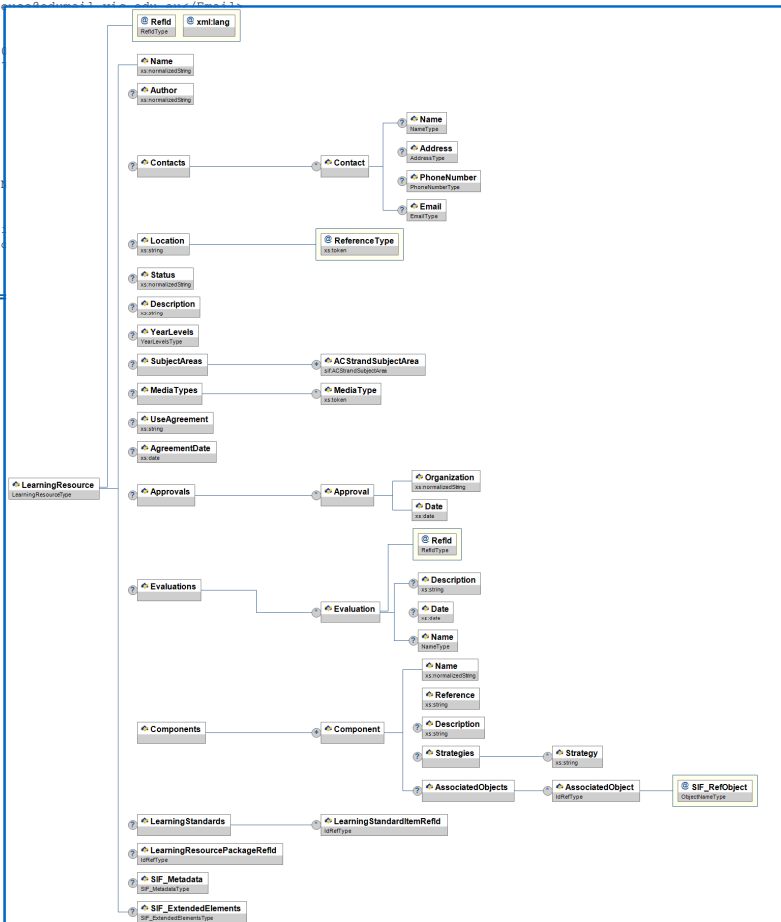 @ RefId
RefIdType
@ xml:lang
Name
xs:normalizedString
? Author
xs:normalizedString
? Contacts
* Contact
? Name
NameType
? Address
AddressType
? PhoneNumber
PhoneNumberType
? Email
EmailType
? Location
xs:string
@ ReferenceType
xs:token
? Status
xs:normalizedString
? Description
xs:string
? YearLevels
YearLevelsType
? SubjectAreas
+ ACStrandSubjectArea
sif:ACStrandSubjectArea
? MediaTypes
* MediaType
xs:token
? UseAgreement
xs:string
? AgreementDate
xs:date
LearningResource
LearningResourceType
? Approvals
* Approval
Organization
xs:normalizedString
Date
xs:date
? Evaluations
* Evaluation
@ RefId
RefIdType
? Description
xs:string
? Date
xs:date
? Name
NameType
Components
+ Component
Name
xs:normalizedString
Reference
xs:string
? Description
xs:string
? Strategies
* Strategy
xs:string
? AssociatedObjects
* AssociatedObject
IdRefType
@ SIF_RefObject
ObjectNameType
? LearningStandards
* LearningStandardItemRefId
IdRefType
? LearningResourcePackageRefId
IdRefType
? SIF_Metadata
SIF_MetadataType
? SIF_ExtendedElements
SIF_ExtendedElementsType